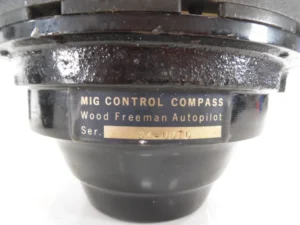 MIG CONTROL COMPASS
Wood Freeman Autopilot
Ser.